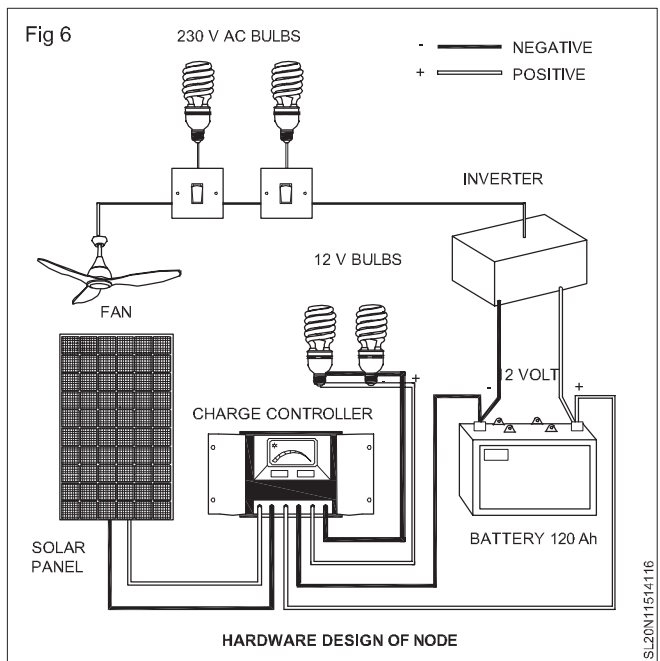 Fig 6
230 V AC BULBS
- NEGATIVE
+ POSITIVE
INVERTER
12 V BULBS
FAN
- 12 VOLT +
- +
CHARGE CONTROLLER
SOLAR
PANEL
BATTERY 120 Ah
HARDWARE DESIGN OF NODE
SL20N11514116